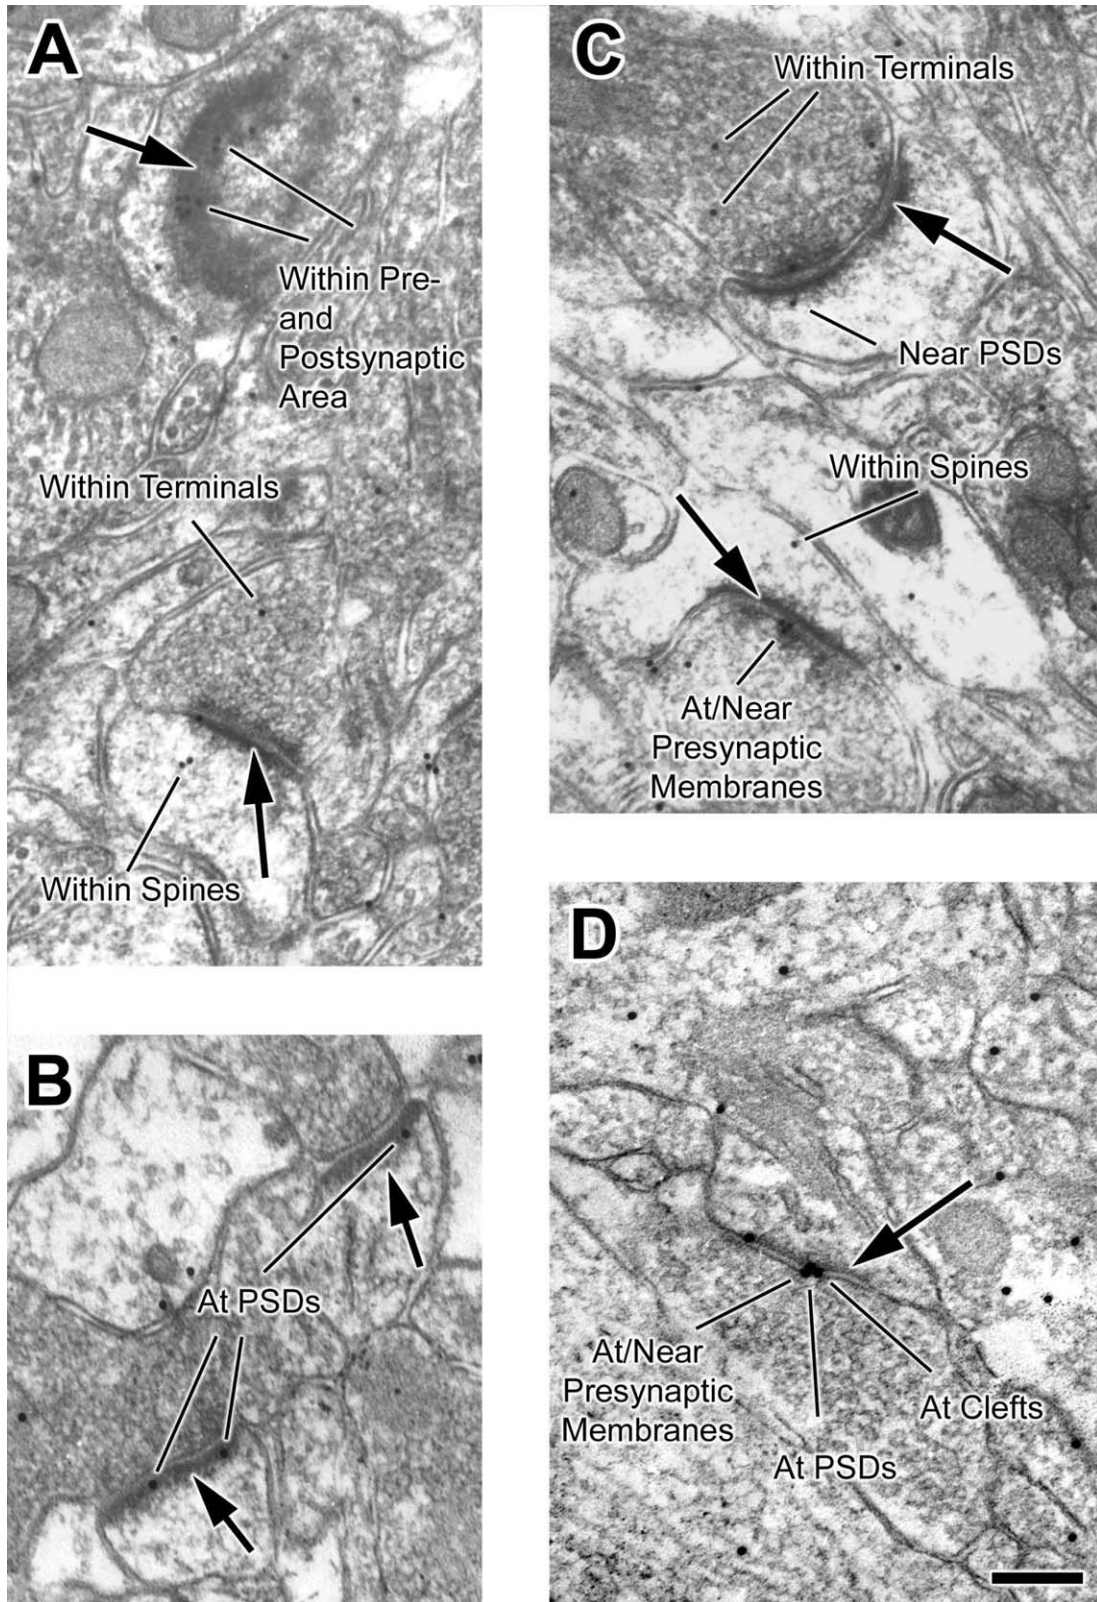 A
Within Pre-
and
Postsynaptic
Area
Within Terminals
Within Spines
B
At PSDs
C
Within Terminals
Near PSDs
Within Spines
At/Near
Presynaptic
Membranes
D
At/Near
Presynaptic
Membranes
At PSDs
At Clefts